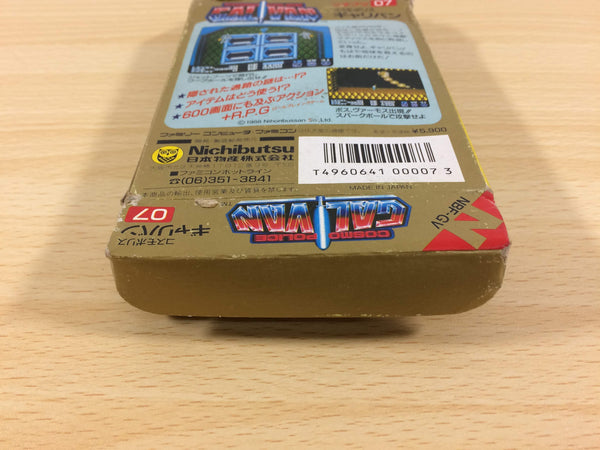 07
ギャリバン
GALIVAN
隠された通路の謎は…!?
アイテムはどう使う!?
600画面にも及ぶアクション
+R.P.G
©1988 Nihonbussan Co.,Ltd.
ボス、ヴァーモス出現!!
スパークボールで攻撃せよ
¥5,900
ファミリー コンピュータ ファミコン
Nichibutsu
日本物産株式会社
ファミコンホットライン
☎(06)351-3841
T4960641 00007 3
MADE IN JAPAN
07
コスモポリス
ギャリバン
COSMO POLICE
GALIVAN
NBF-GV